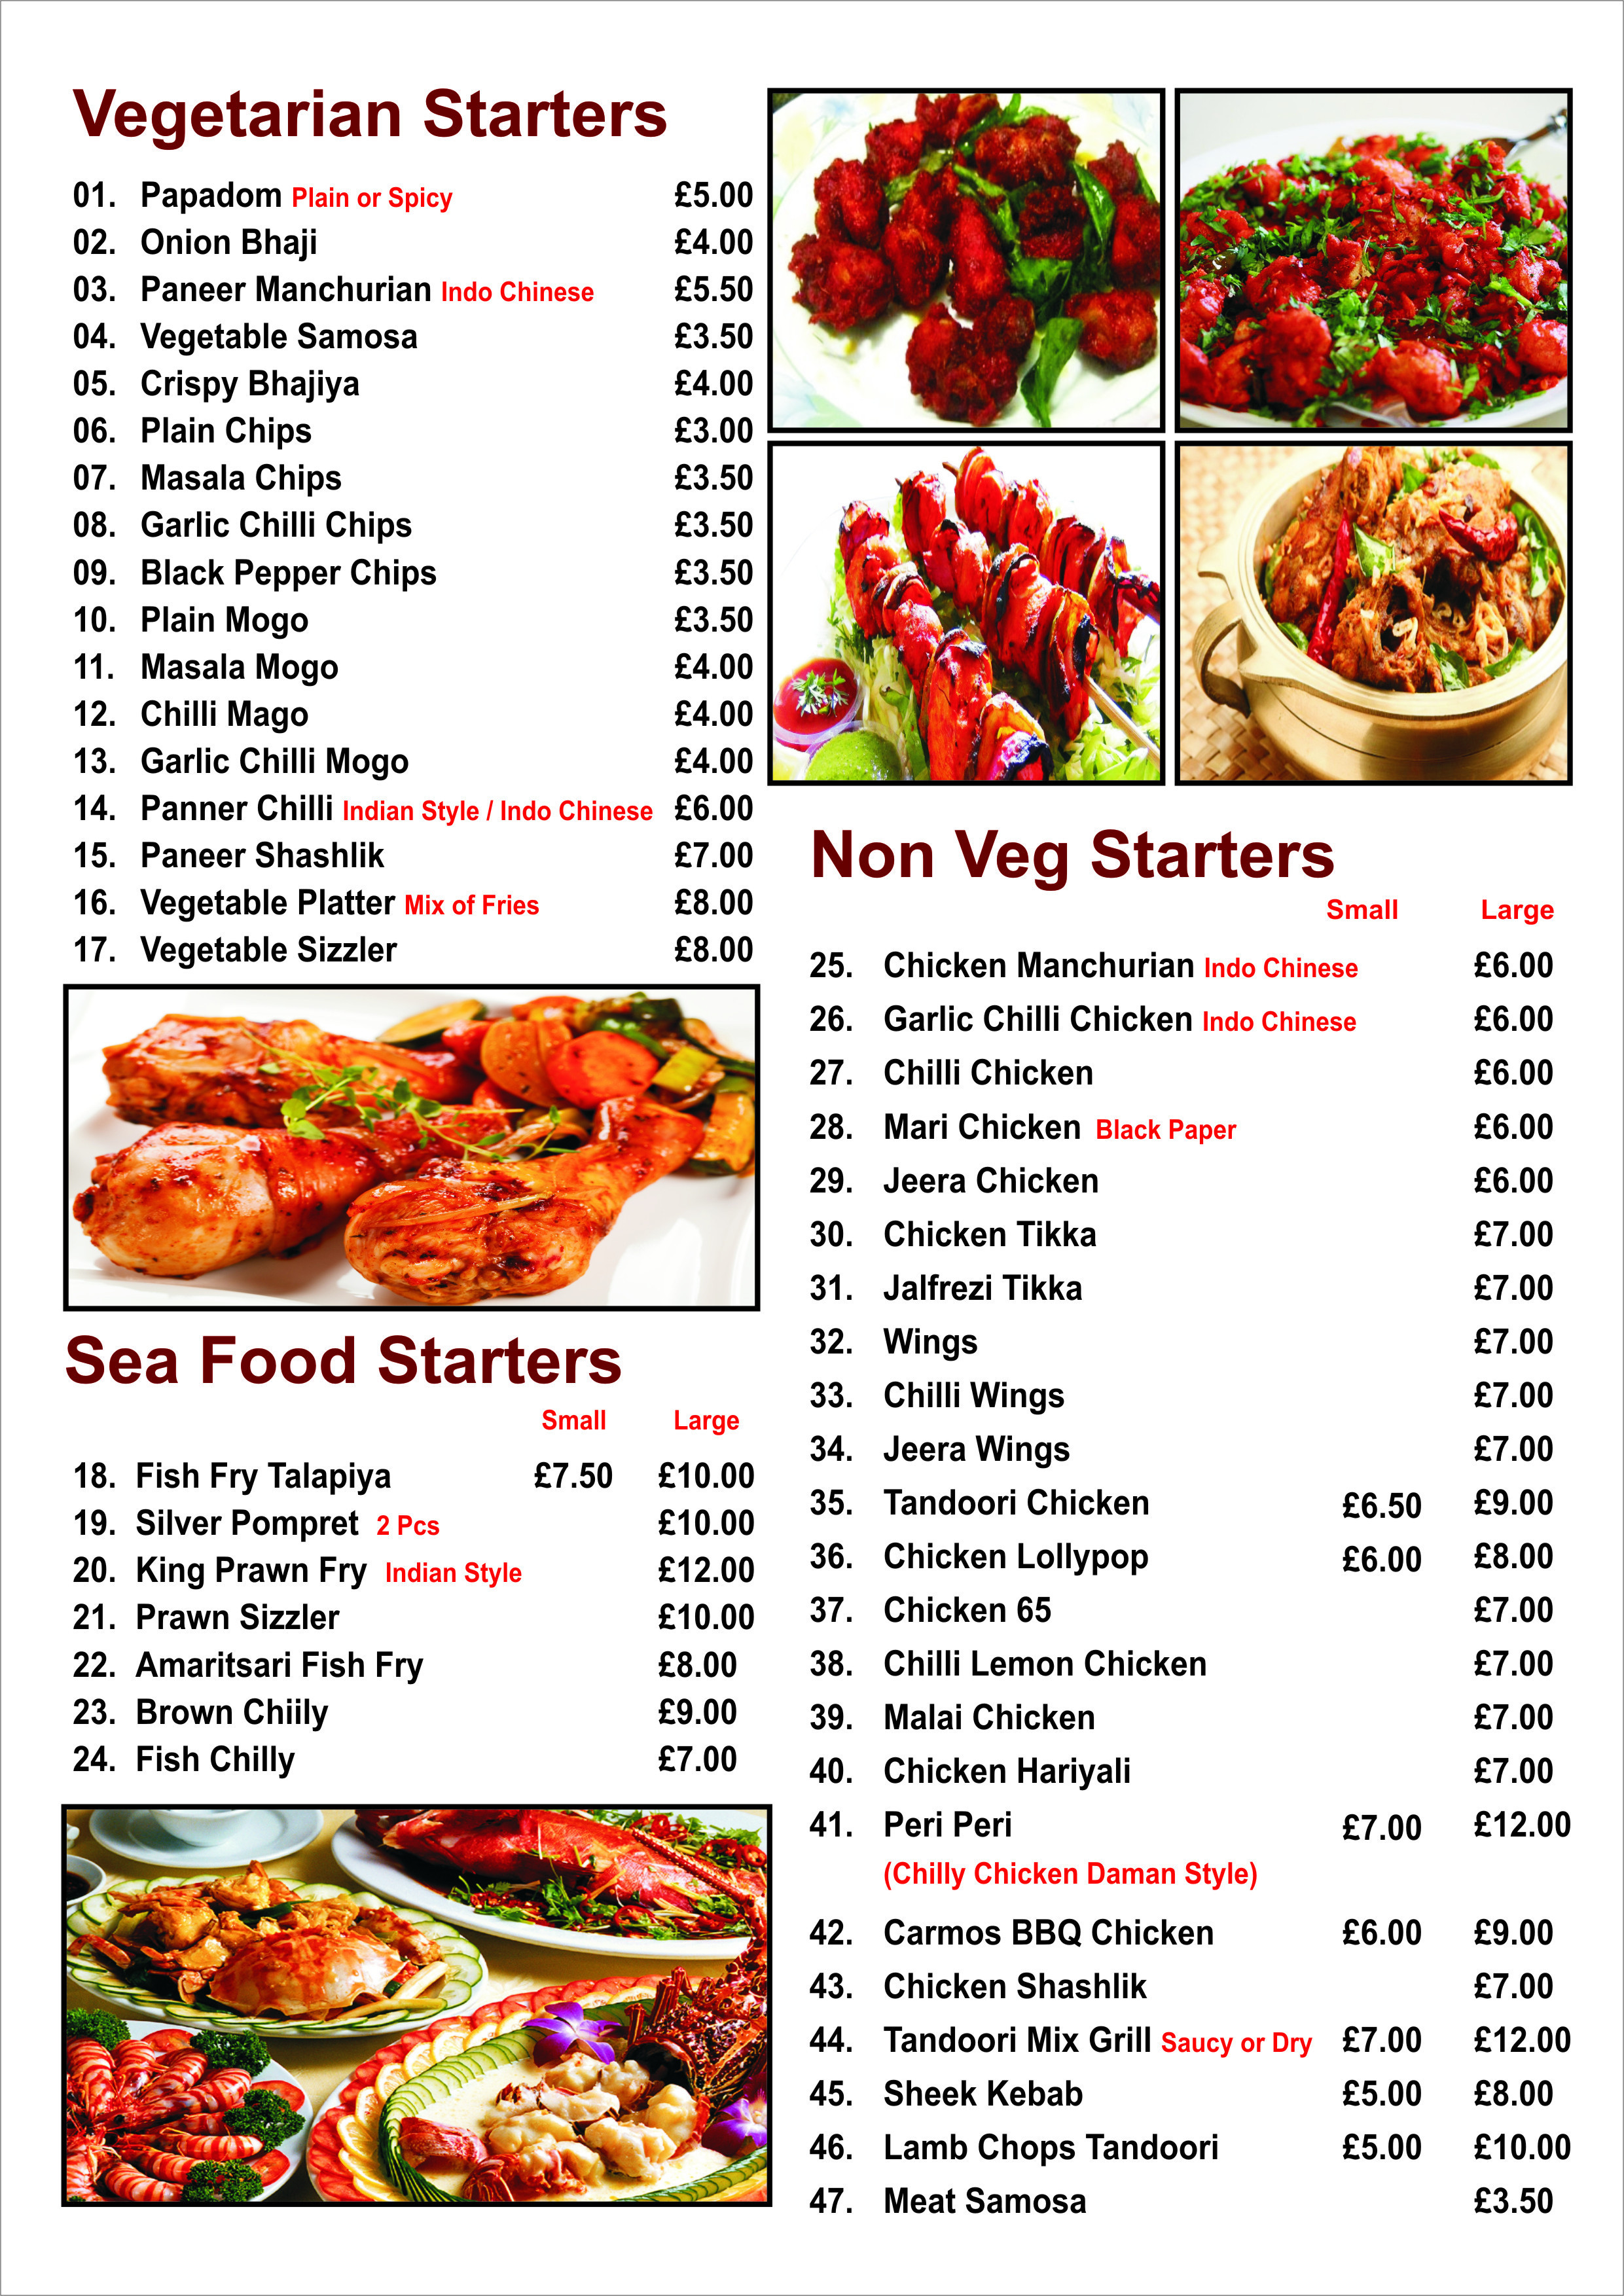 Vegetarian Starters
01. Papadom Plain or Spicy £5.00
02. Onion Bhaji £4.00
03. Paneer Manchurian Indo Chinese £5.50
04. Vegetable Samosa £3.50
05. Crispy Bhajiya £4.00
06. Plain Chips £3.00
07. Masala Chips £3.50
08. Garlic Chilli Chips £3.50
09. Black Pepper Chips £3.50
10. Plain Mogo £3.50
11. Masala Mogo £4.00
12. Chilli Mago £4.00
13. Garlic Chilli Mogo £4.00
14. Panner Chilli Indian Style / Indo Chinese £6.00
15. Paneer Shashlik £7.00
16. Vegetable Platter Mix of Fries £8.00
17. Vegetable Sizzler £8.00
Sea Food Starters
Small Large
18. Fish Fry Talapiya £7.50 £10.00
19. Silver Pompret 2 Pcs £10.00
20. King Prawn Fry Indian Style £12.00
21. Prawn Sizzler £10.00
22. Amaritsari Fish Fry £8.00
23. Brown Chiily £9.00
24. Fish Chilly £7.00
Non Veg Starters
Small Large
25. Chicken Manchurian Indo Chinese £6.00
26. Garlic Chilli Chicken Indo Chinese £6.00
27. Chilli Chicken £6.00
28. Mari Chicken Black Paper £6.00
29. Jeera Chicken £6.00
30. Chicken Tikka £7.00
31. Jalfrezi Tikka £7.00
32. Wings £7.00
33. Chilli Wings £7.00
34. Jeera Wings £7.00
35. Tandoori Chicken £6.50 £9.00
36. Chicken Lollypop £6.00 £8.00
37. Chicken 65 £7.00
38. Chilli Lemon Chicken £7.00
39. Malai Chicken £7.00
40. Chicken Hariyali £7.00
41. Peri Peri £7.00 £12.00
(Chilly Chicken Daman Style)
42. Carmos BBQ Chicken £6.00 £9.00
43. Chicken Shashlik £7.00
44. Tandoori Mix Grill Saucy or Dry £7.00 £12.00
45. Sheek Kebab £5.00 £8.00
46. Lamb Chops Tandoori £5.00 £10.00
47. Meat Samosa £3.50